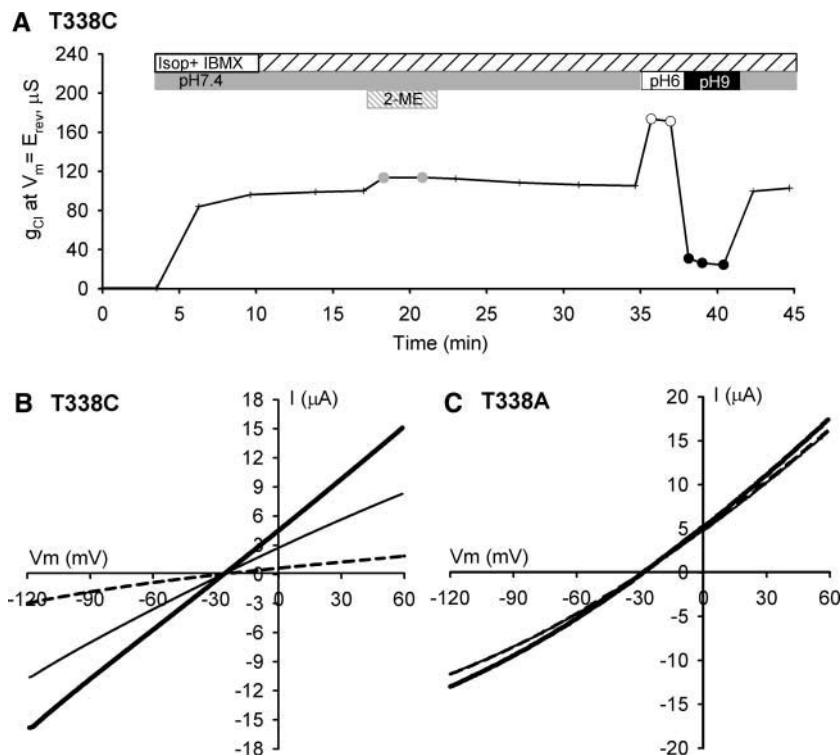 A T338C
240
200
160
120
80
40
0
g_Cl at V_m = E_rev, μS
Isop+ IBMX
pH7.4
2-ME
pH6
pH9
0 5 10 15 20 25 30 35 40 45
Time (min)
B T338C
I (μA)
18
15
12
9
6
3
0
-3
-6
-9
-12
-15
-18
Vm (mV)
-120 -90 -60 -30 0 30 60
C T338A
I (μA)
20
15
10
5
0
-5
-10
-15
-20
Vm (mV)
-120 -90 -60 -30 0 30 60